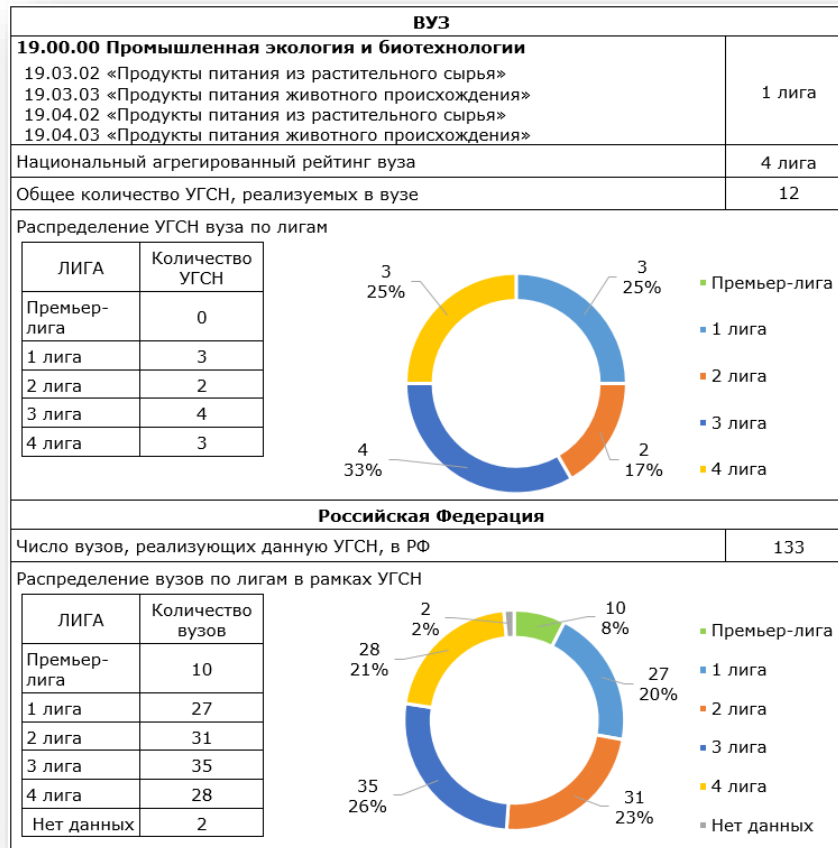 ВУЗ
19.00.00 Промышленная экология и биотехнологии
19.03.02 «Продукты питания из растительного сырья»
19.03.03 «Продукты питания животного происхождения»
19.04.02 «Продукты питания из растительного сырья»
19.04.03 «Продукты питания животного происхождения»
1 лига
Национальный агрегированный рейтинг вуза
4 лига
Общее количество УГСН, реализуемых в вузе
12
Распределение УГСН вуза по лигам
ЛИГА
Количество
УГСН
Премьер-
лига
0
1 лига
3
2 лига
2
3 лига
4
4 лига
3
3
25%
3
25%
4
33%
2
17%
Премьер-лига
1 лига
2 лига
3 лига
4 лига
Российская Федерация
Число вузов, реализующих данную УГСН, в РФ
133
Распределение вузов по лигам в рамках УГСН
ЛИГА
Количество
вузов
Премьер-
лига
10
1 лига
27
2 лига
31
3 лига
35
4 лига
28
Нет данных
2
2
2%
10
8%
28
21%
27
20%
35
26%
31
23%
Премьер-лига
1 лига
2 лига
3 лига
4 лига
Нет данных